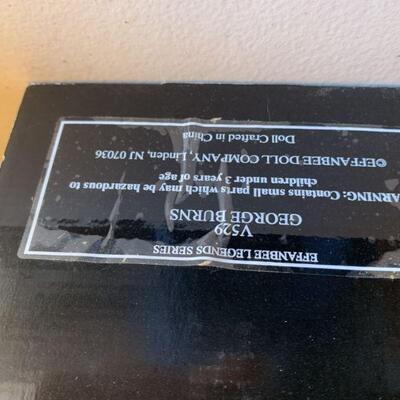 EFFANBEE LEGENDS SERIES
V529
GEORGE BURNS
ARNING: Contains small parts which may be hazardous to
children under 3 years of age
©EFFANBEE DOLL COMPANY, Linden, NJ 07036
Doll Crafted in China